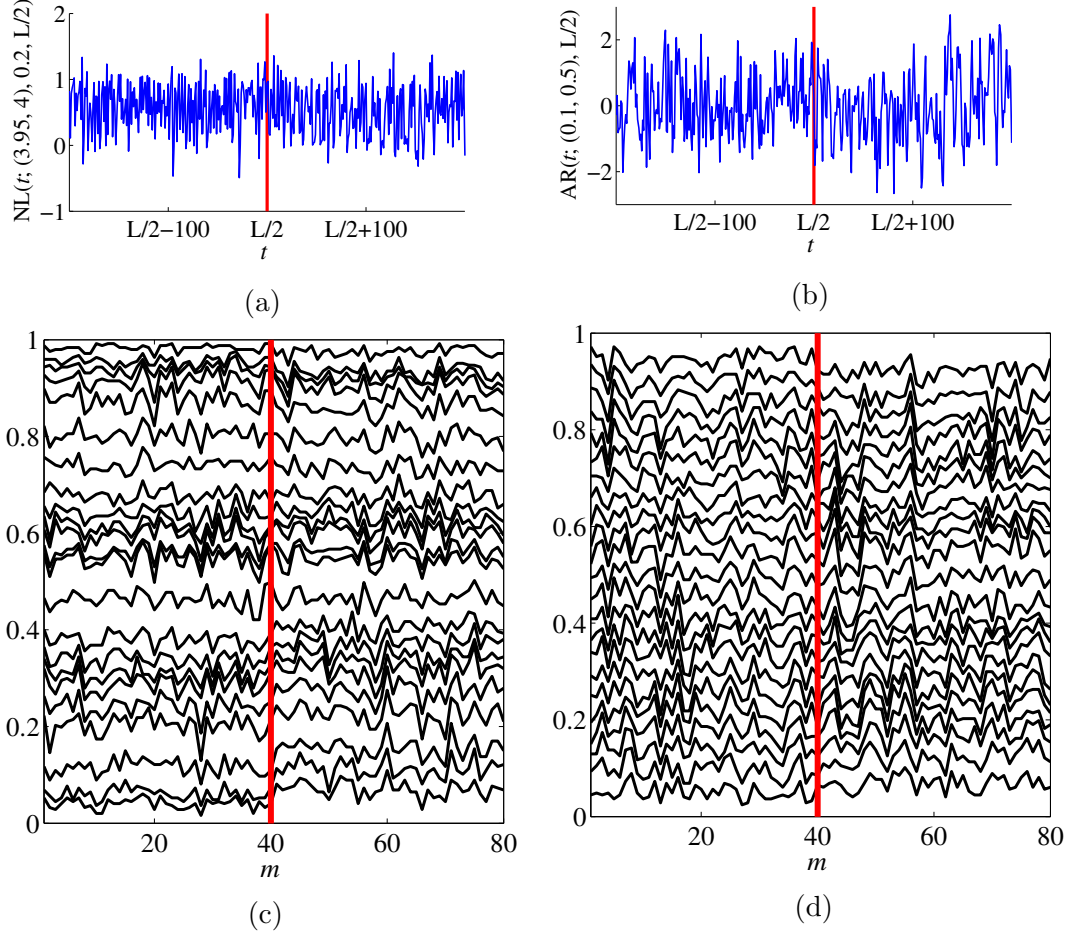 NL(t; (3.95, 4), 0.2, L/2)
2
1
0
−1
L/2−100 L/2 L/2+100
t
(a)
AR(t; (0.1, 0.5), L/2)
2
0
−2
L/2−100 L/2 L/2+100
t
(b)
1
0.8
0.6
0.4
0.2
0
20 40 60 80
m
(c)
1
0.8
0.6
0.4
0.2
0
20 40 60 80
m
(d)